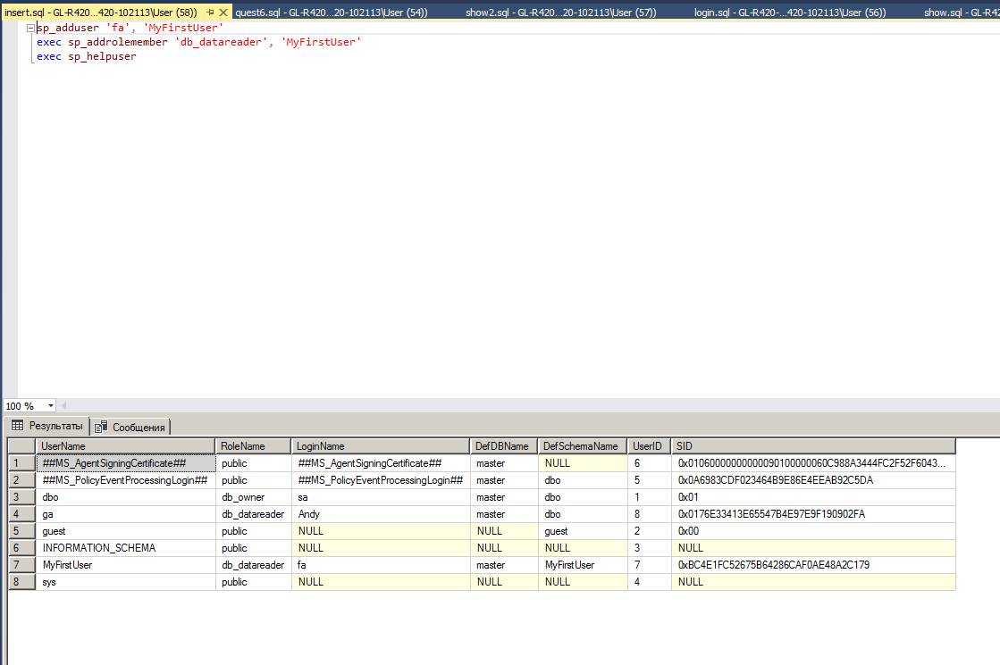 insert.sql - GL-R420...420-102113\User (58)) quest6.sql - GL-R420...20-102113\User (54)) show2.sql - GL-R420...20-102113\User (57)) login.sql - GL-R420-...420-102113\User (56)) show.sql - GL-R42
sp_adduser 'fa', 'MyFirstUser'
exec sp_addrolemember 'db_datareader', 'MyFirstUser'
exec sp_helpuser
100 %
Результаты Сообщения
UserName RoleName LoginName DefDBName DefSchemaName UserID SID
1 ##MS_AgentSigningCertificate## public ##MS_AgentSigningCertificate## master NULL 6 0x01060000000000090100000060C988A3444FC2F52F6043...
2 ##MS_PolicyEventProcessingLogin## public ##MS_PolicyEventProcessingLogin## master dbo 5 0x0A6983CDF023464B9E86E4EEAB92C5DA
3 dbo db_owner sa master dbo 1 0x01
4 ga db_datareader Andy master dbo 8 0x0176E33413E65547B4E97E9F190902FA
5 guest public NULL NULL guest 2 0x00
6 INFORMATION_SCHEMA public NULL NULL NULL 3 NULL
7 MyFirstUser db_datareader fa master MyFirstUser 7 0xBC4E1FC52675B64286CAF0AE48A2C179
8 sys public NULL NULL NULL 4 NULL